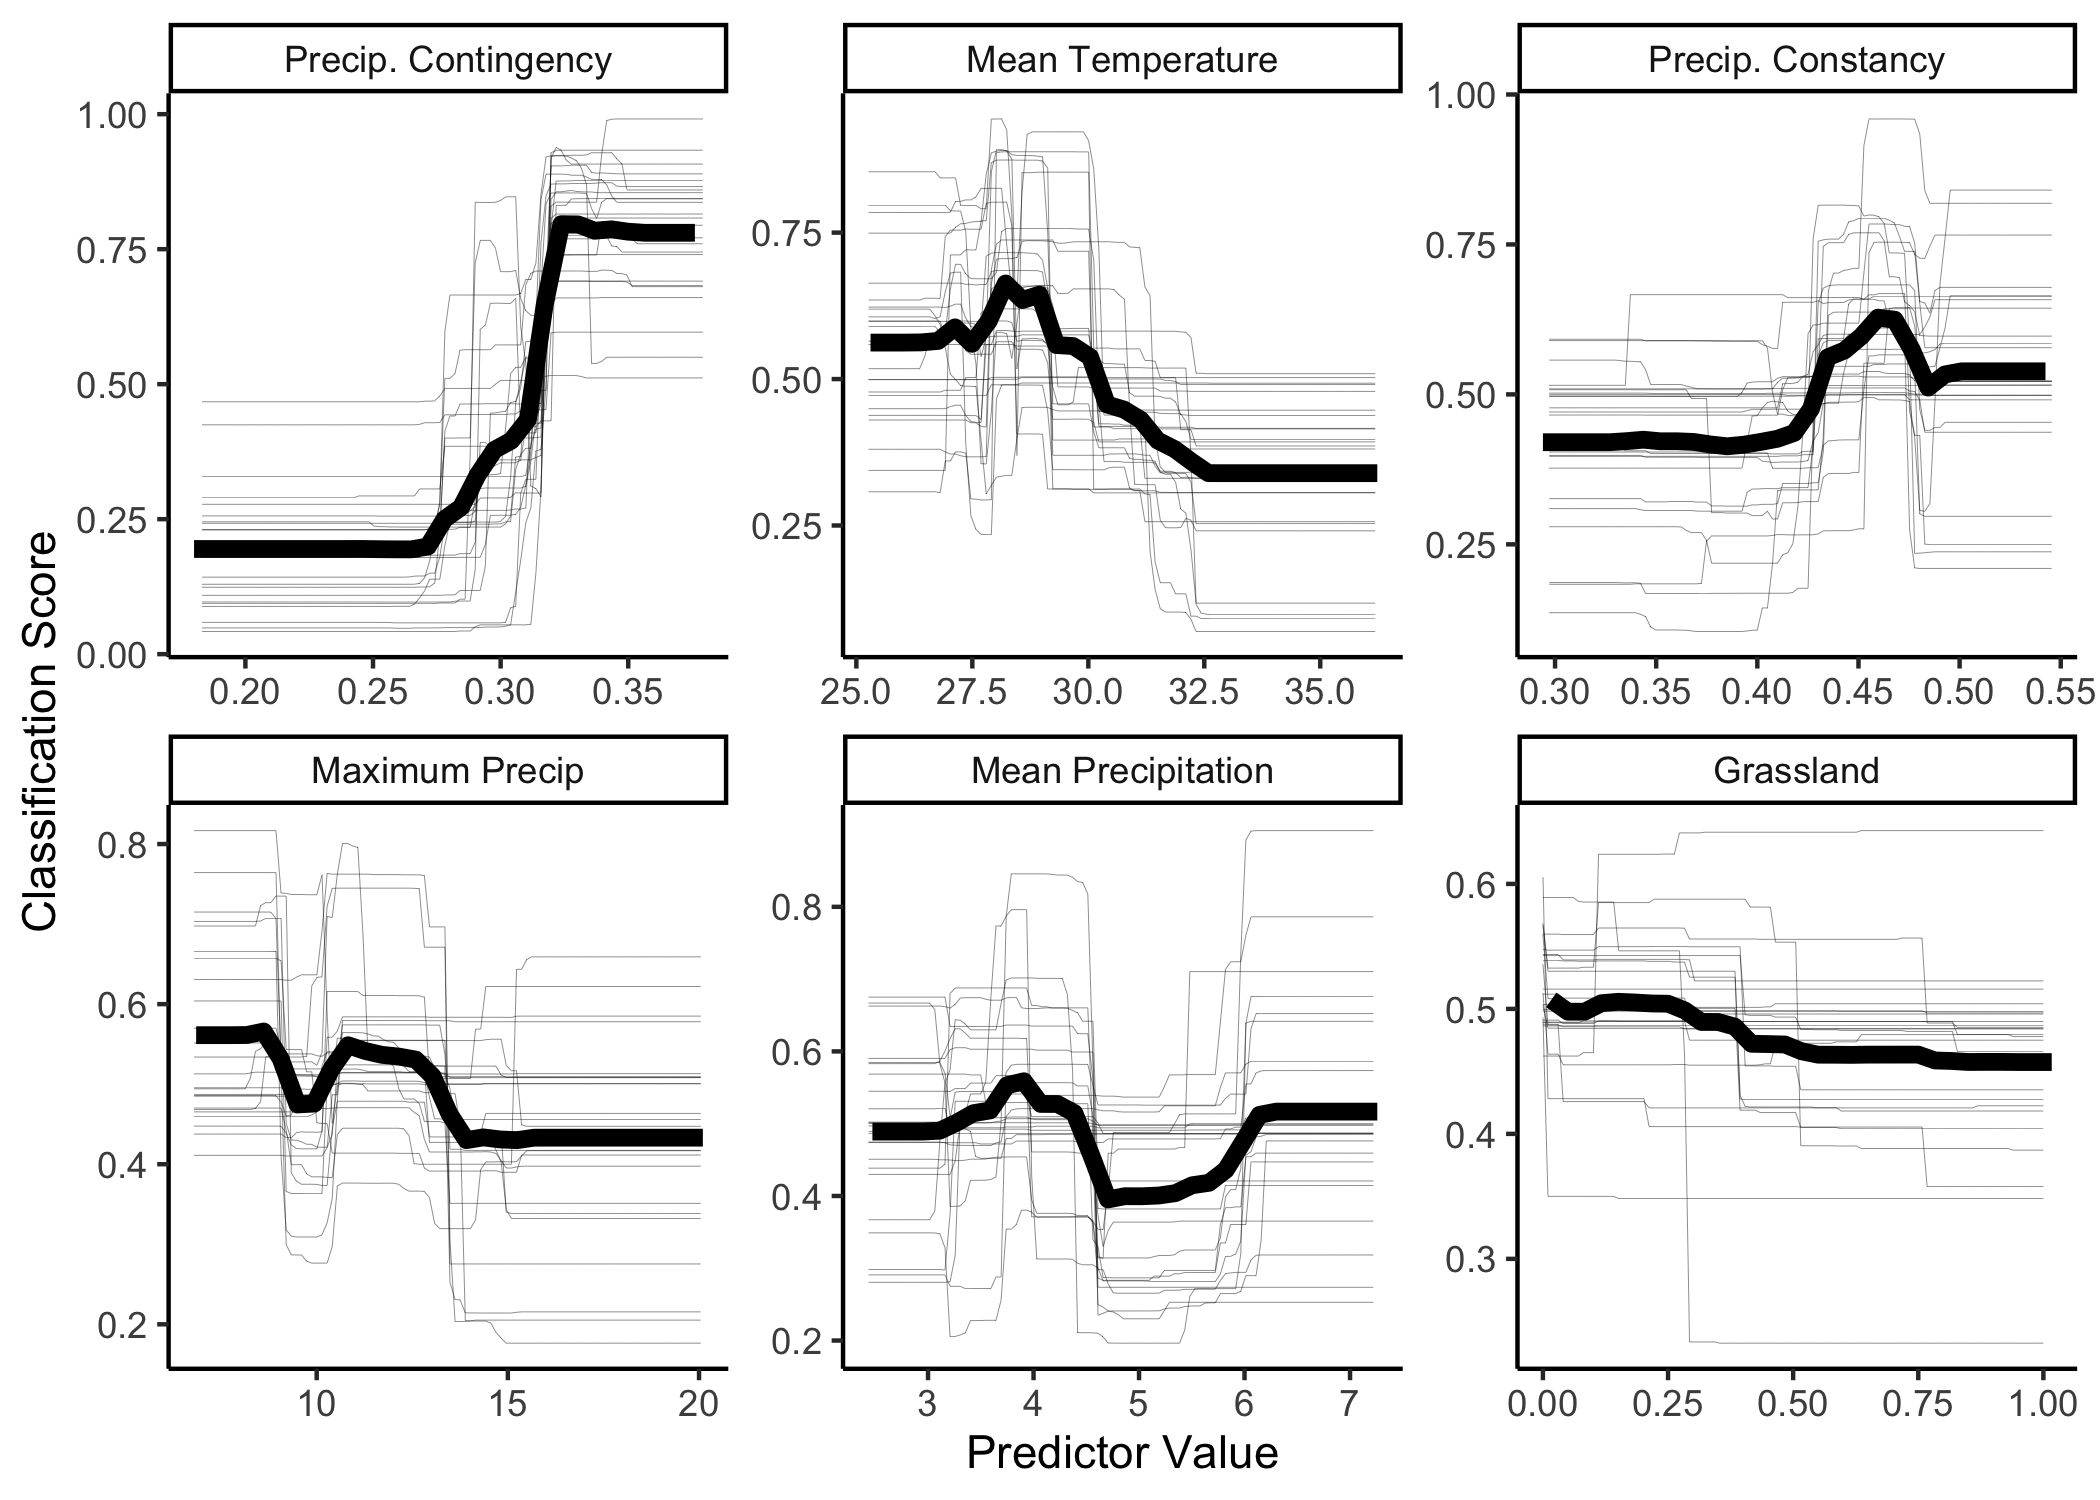 Precip. Contingency
Mean Temperature
Precip. Constancy
1.00
0.75
0.50
0.25
0.00
0.20 0.25 0.30 0.35
0.75
0.50
0.25
25.0 27.5 30.0 32.5 35.0
1.00
0.75
0.50
0.25
0.30 0.35 0.40 0.45 0.50 0.55
Classification Score
Maximum Precip
Mean Precipitation
Grassland
0.8
0.6
0.4
0.2
10 15 20
0.8
0.6
0.4
0.2
3 4 5 6 7
0.6
0.5
0.4
0.3
0.00 0.25 0.50 0.75 1.00
Predictor Value